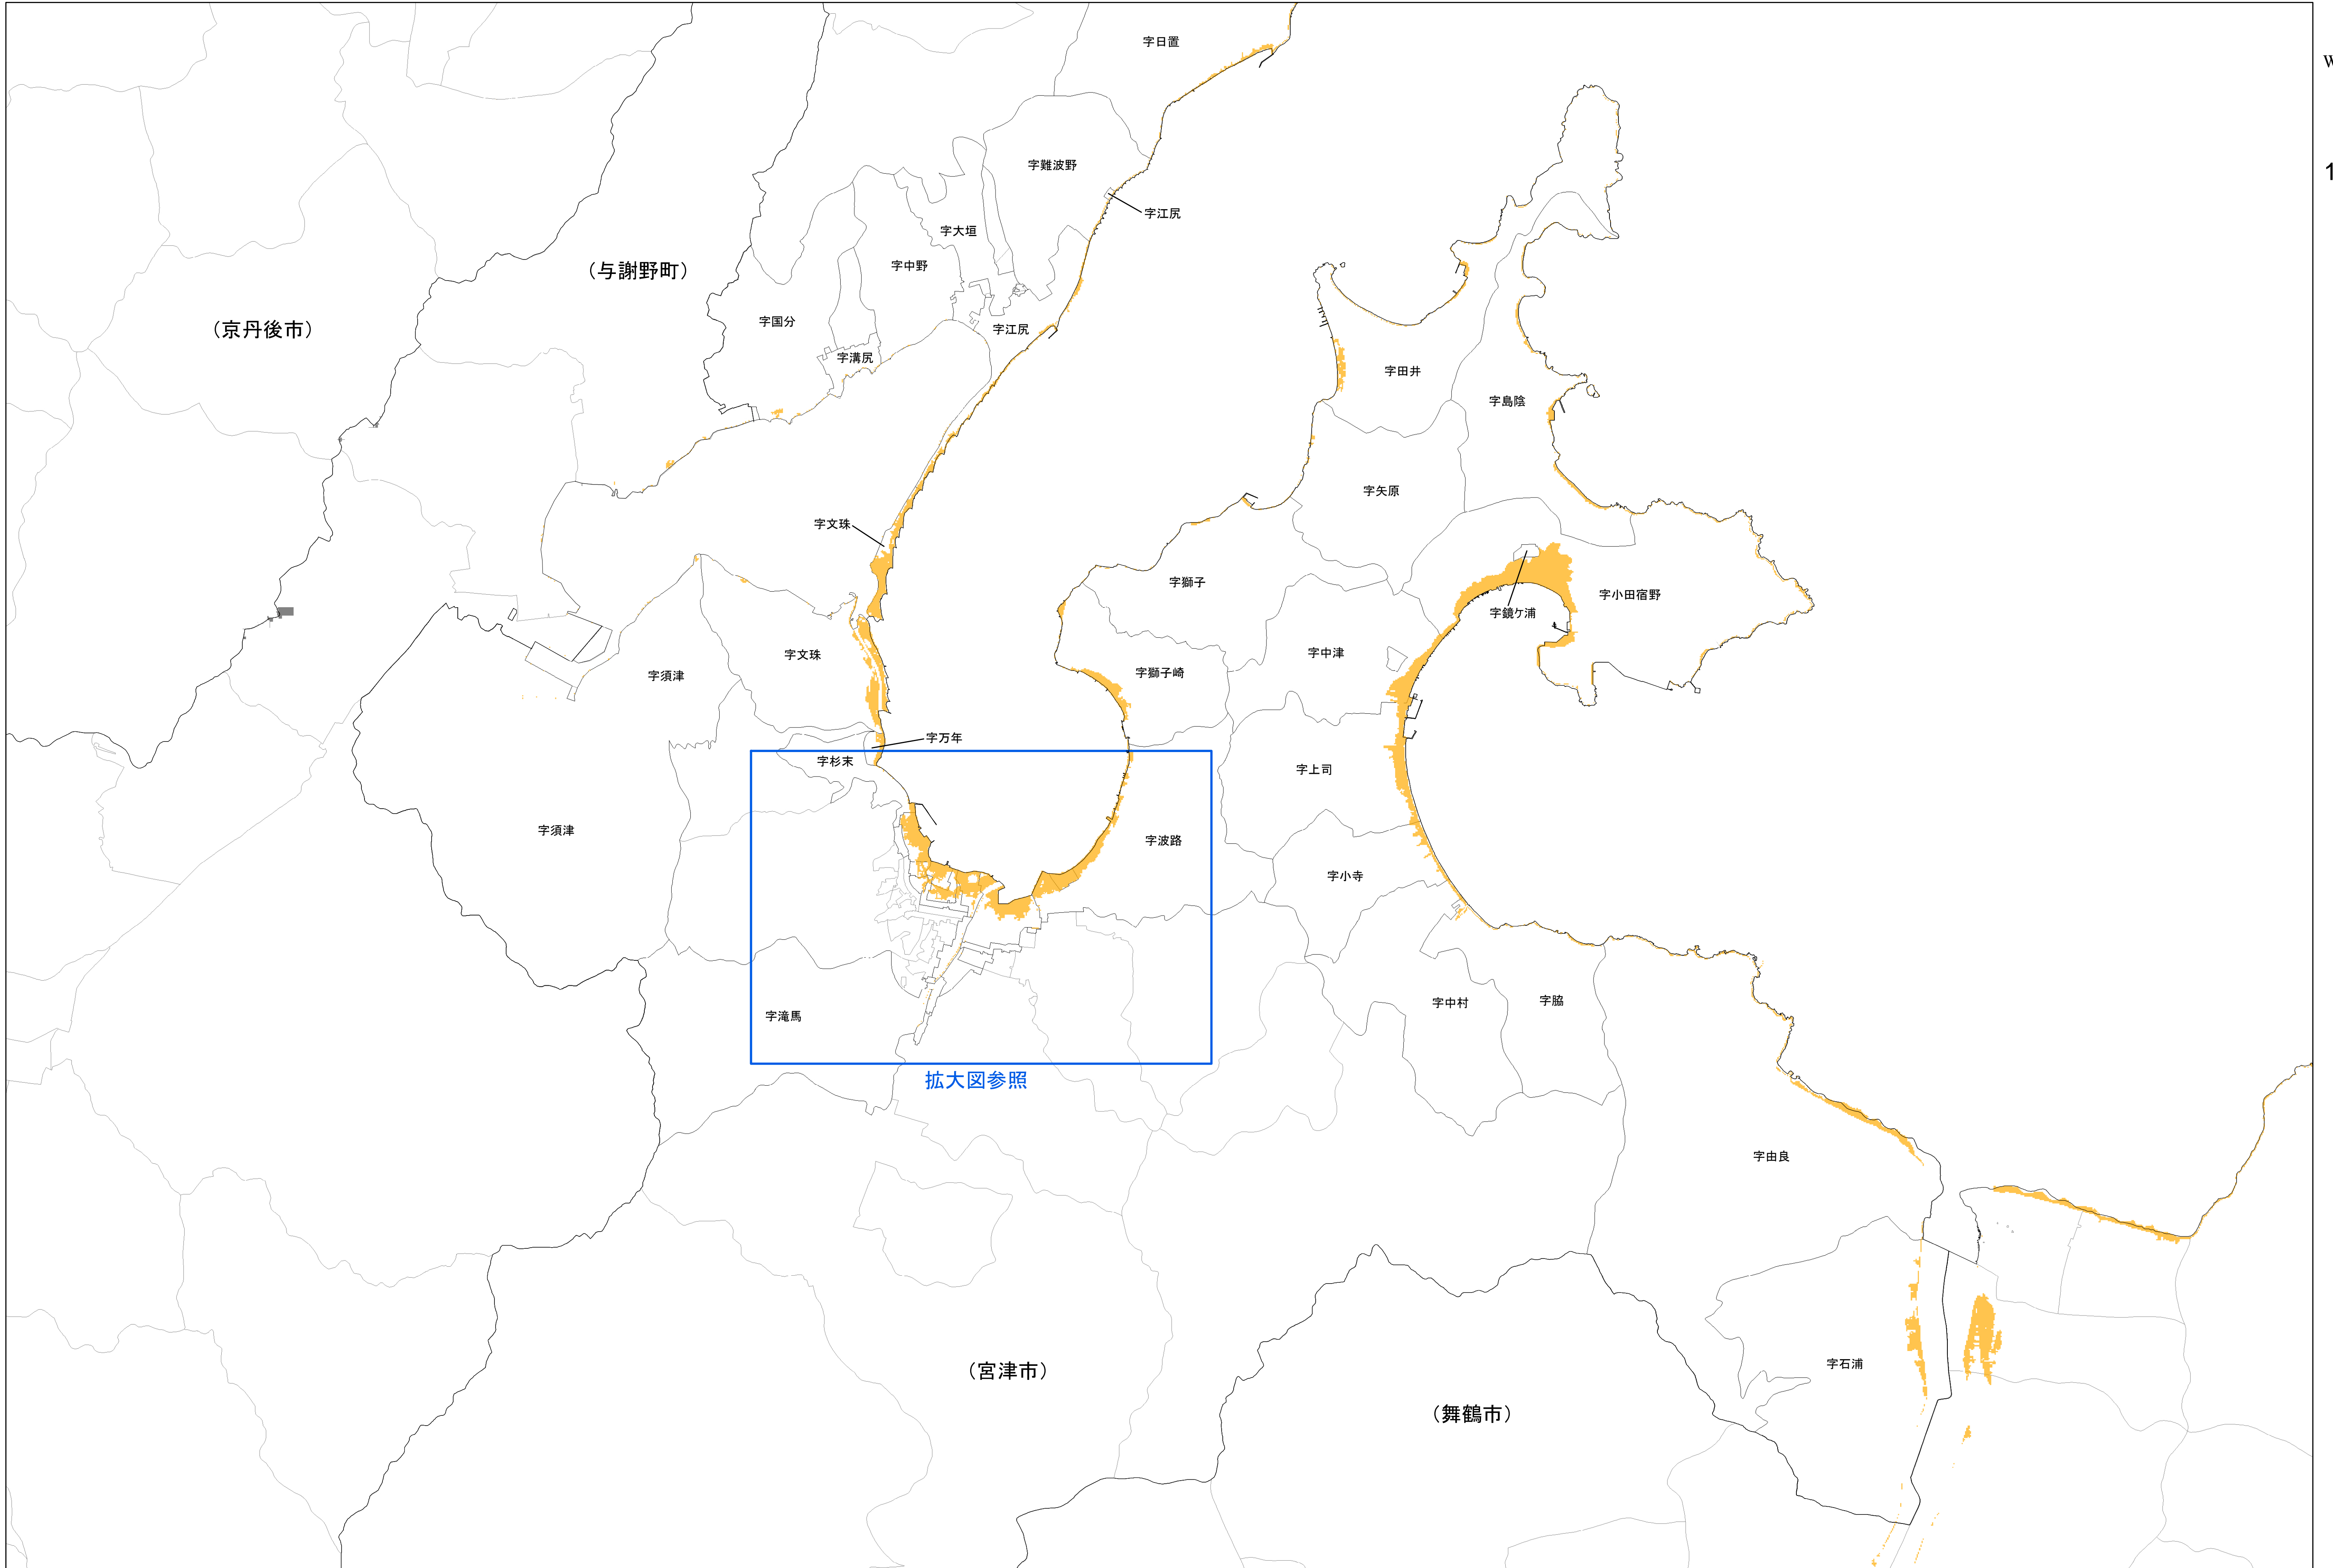 字日置
w
字難波野
1
字江尻
字大垣
字中野
（与謝野町）
（京丹後市）
字国分
字江尻
字溝尻
字田井
字島陰
字矢原
字文珠
字獅子
字小田宿野
字鏡ケ浦
字中津
字文珠
字獅子崎
字須津
字万年
字杉末
字上司
字須津
字波路
字小寺
字脇
字中村
字滝馬
拡大図参照
字由良
字石浦
（宮津市）
（舞鶴市）